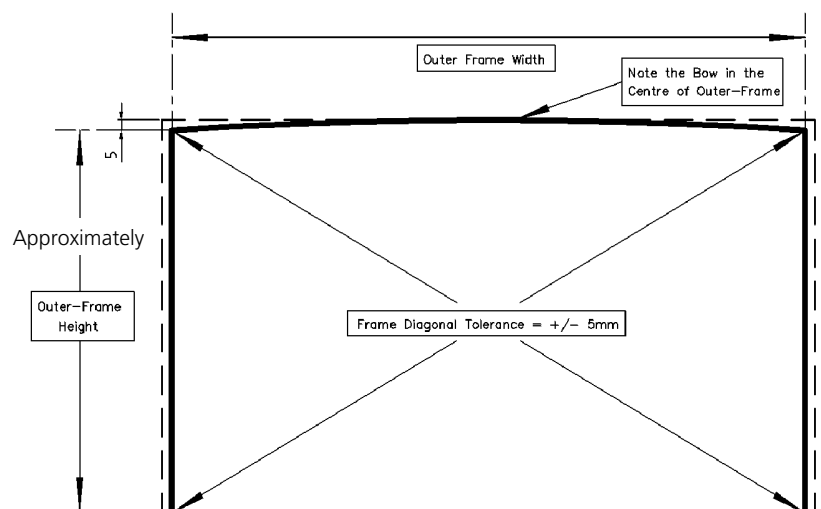 Outer Frame Width
Note the Bow in the
Centre of Outer-Frame
5
Approximately
Outer-Frame
Height
Frame Diagonal Tolerance = +/- 5mm